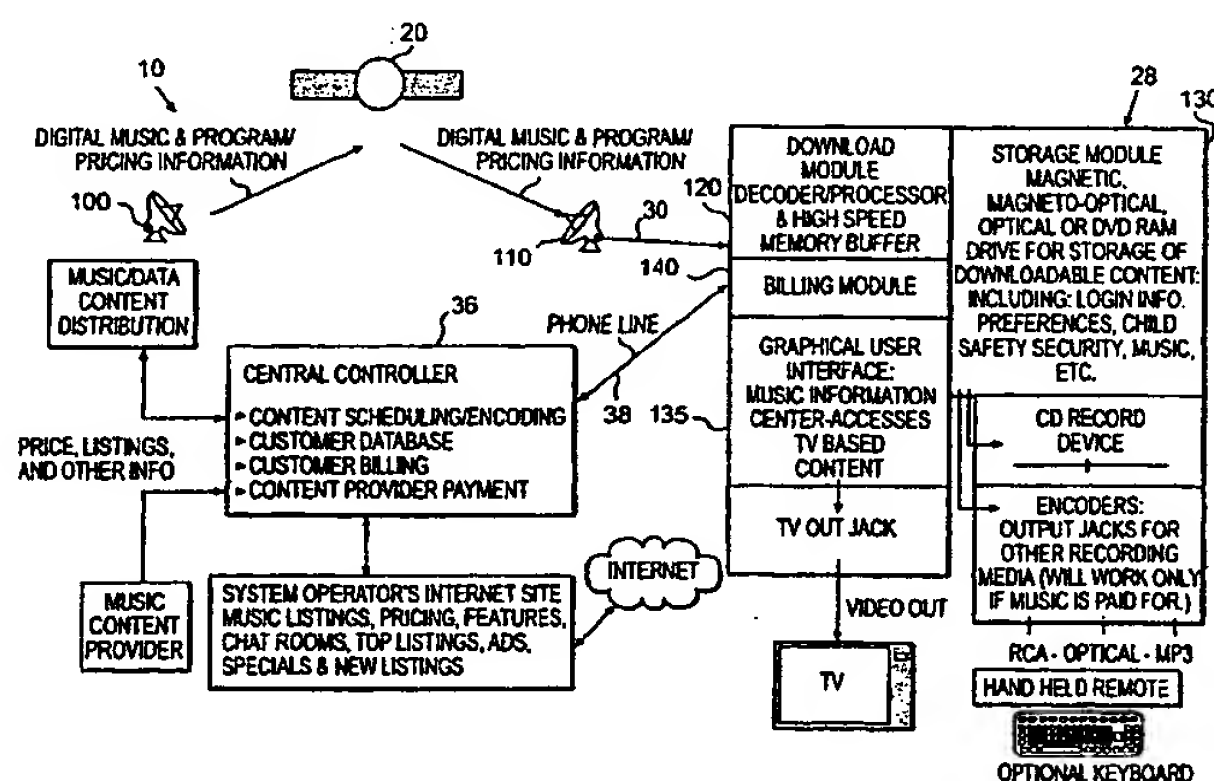 20
10
28
130
DIGITAL MUSIC & PROGRAM/
PRICING INFORMATION
DIGITAL MUSIC & PROGRAM/
PRICING INFORMATION
100
110
30
120
140
MUSIC/DATA
CONTENT
DISTRIBUTION
36
PHONE LINE
38
135
CENTRAL CONTROLLER
▸CONTENT SCHEDULING/ENCODING
▸CUSTOMER DATABASE
▸CUSTOMER BILLING
▸CONTENT PROVIDER PAYMENT
PRICE, LISTINGS,
AND OTHER INFO
MUSIC
CONTENT
PROVIDER
SYSTEM OPERATOR'S INTERNET SITE
MUSIC LISTINGS, PRICING, FEATURES,
CHAT ROOMS, TOP LISTINGS, ADS,
SPECIALS & NEW LISTINGS
INTERNET
DOWNLOAD
MODULE
DECODER/PROCESSOR
& HIGH SPEED
MEMORY BUFFER
BILLING MODULE
GRAPHICAL USER
INTERFACE:
MUSIC INFORMATION
CENTER-ACCESSES
TV BASED
CONTENT
TV OUT JACK
VIDEO OUT
TV
STORAGE MODULE
MAGNETIC,
MAGNETO-OPTICAL,
OPTICAL OR DVD RAM
DRIVE FOR STORAGE OF
DOWNLOADABLE CONTENT:
INCLUDING: LOGIN INFO.
PREFERENCES, CHILD
SAFETY SECURITY, MUSIC,
ETC.
CD RECORD
DEVICE
ENCODERS:
OUTPUT JACKS FOR
OTHER RECORDING
MEDIA (WILL WORK ONLY
IF MUSIC IS PAID FOR.)
RCA - OPTICAL - MP3
HAND HELD REMOTE
OPTIONAL KEYBOARD